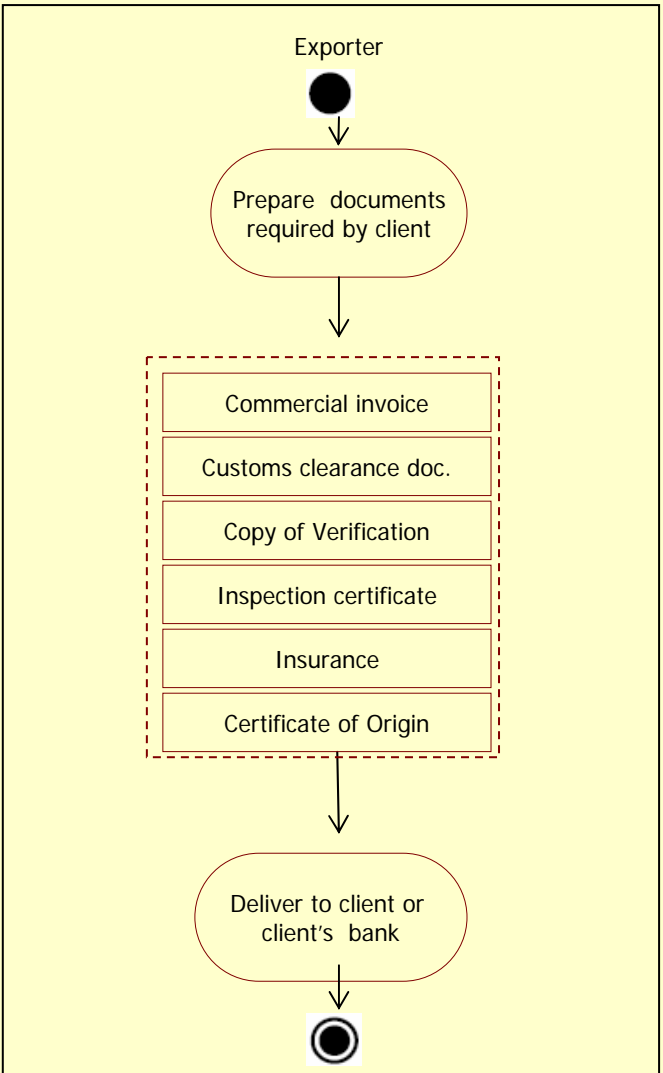 Exporter
Prepare documents
required by client
Commercial invoice
Customs clearance doc.
Copy of Verification
Inspection certificate
Insurance
Certificate of Origin
Deliver to client or
client's bank